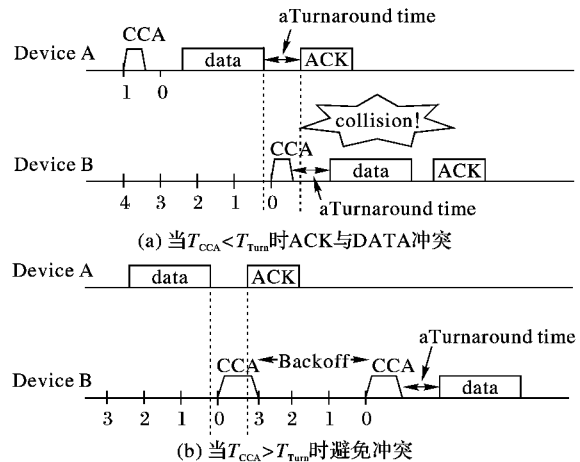 aTurnaround time
CCA
Device A
data
ACK
1 0
collision!
CCA
Device B
data
ACK
4 3 2 1 0
aTurnaround time
(a) 当T_CCA<T_Turn时ACK与DATA冲突
Device A
data
ACK
aTurnaround time
CCA
Backoff
CCA
Device B
data
3 2 1 0 3 2 1 0
(b) 当T_CCA>T_Turn时避免冲突